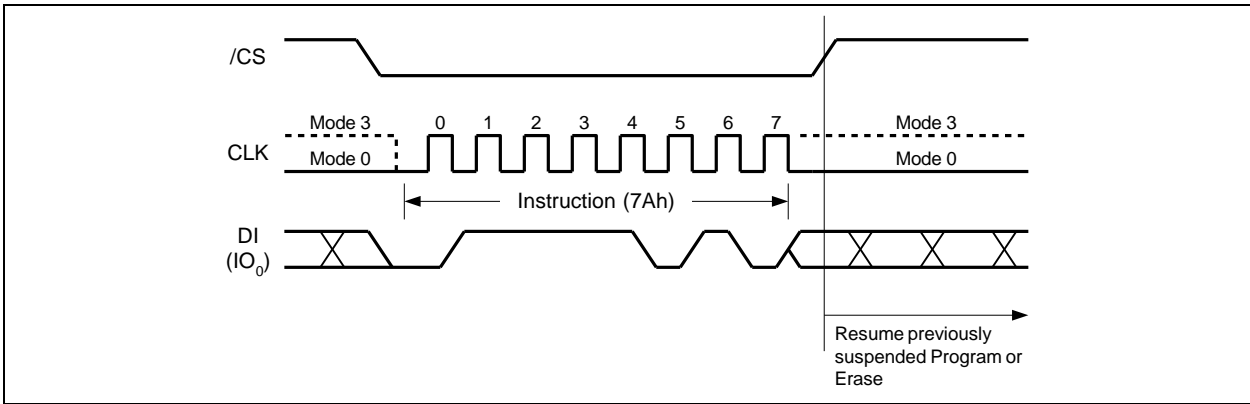 /CS
Mode 3
0 1 2 3 4 5 6 7
Mode 3
CLK
Mode 0
Mode 0
Instruction (7Ah)
DI
(IO0)
Resume previously
suspended Program or
Erase